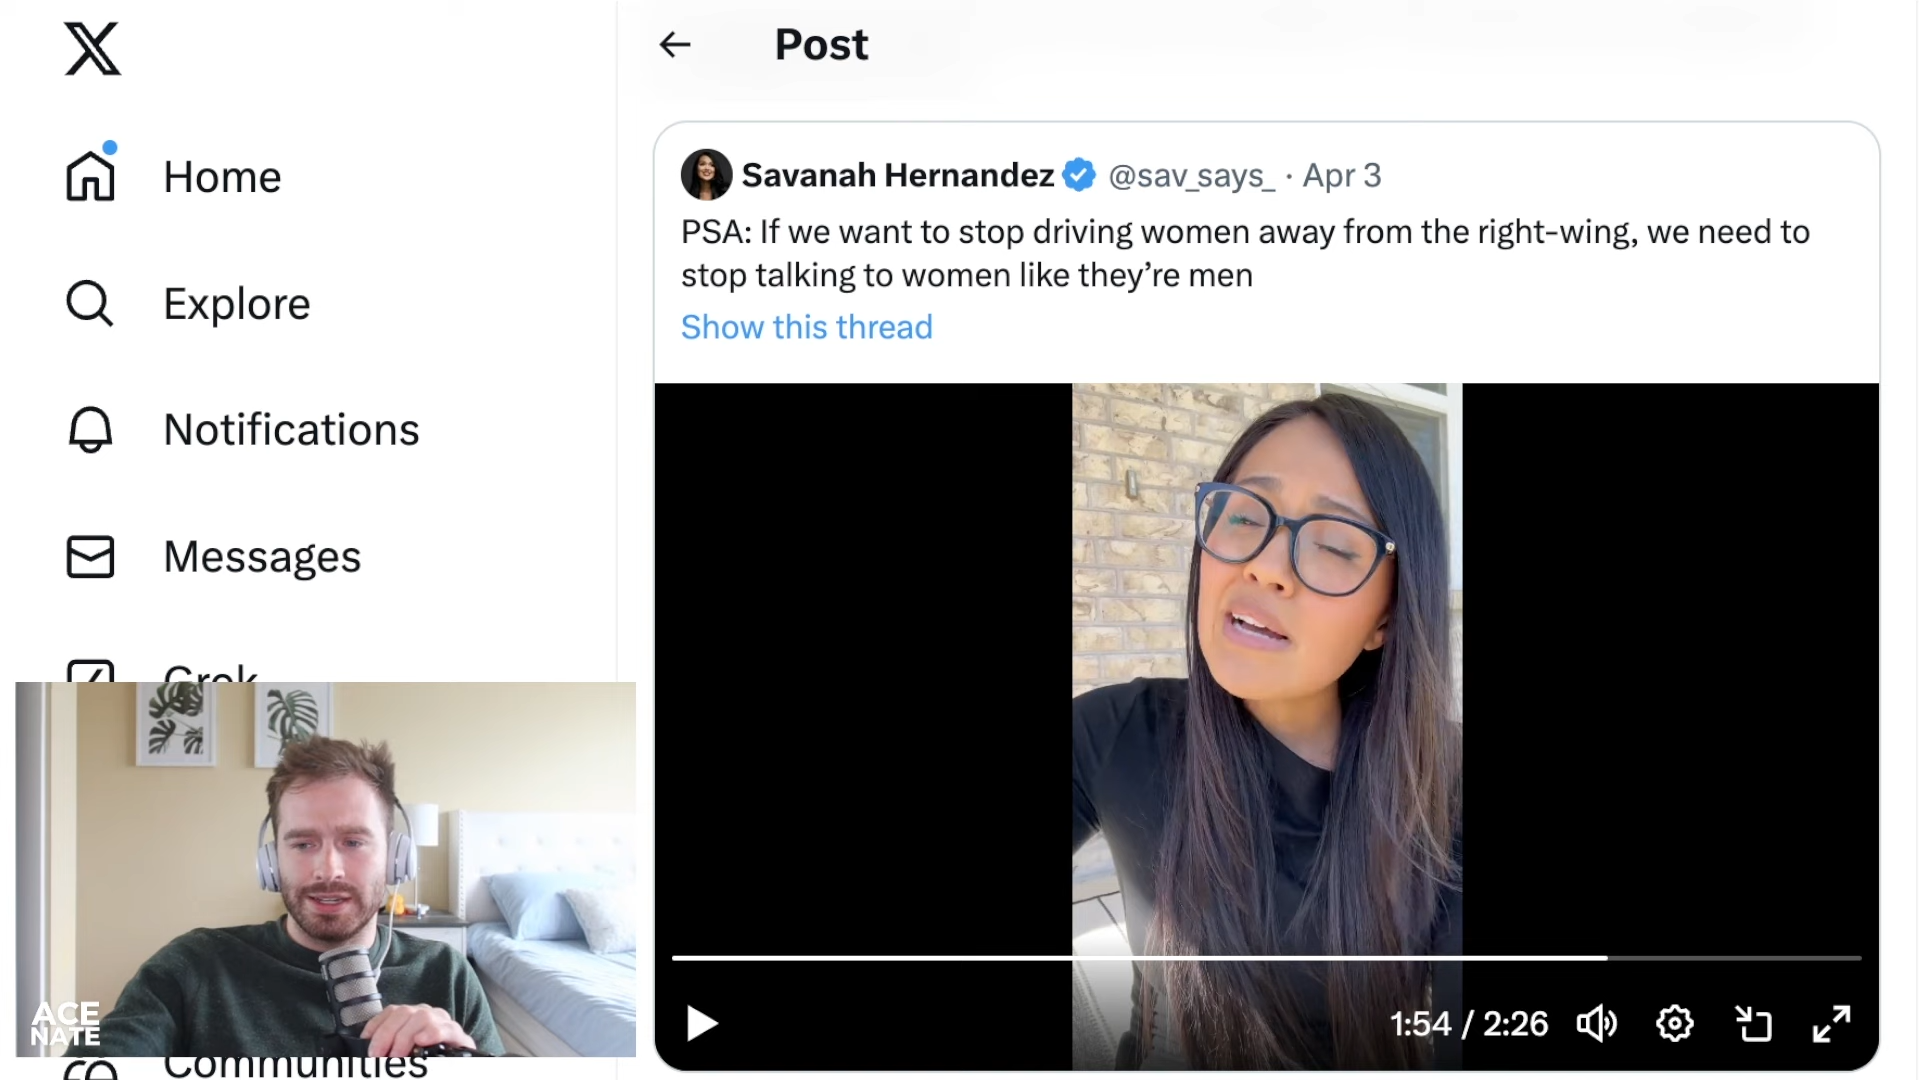 Post
Home
Explore
Notifications
Messages
Grok
Communities
Savanah Hernandez @sav_says_ · Apr 3
PSA: If we want to stop driving women away from the right-wing, we need to
stop talking to women like they’re men
Show this thread
1:54 / 2:26
ACE
NATE